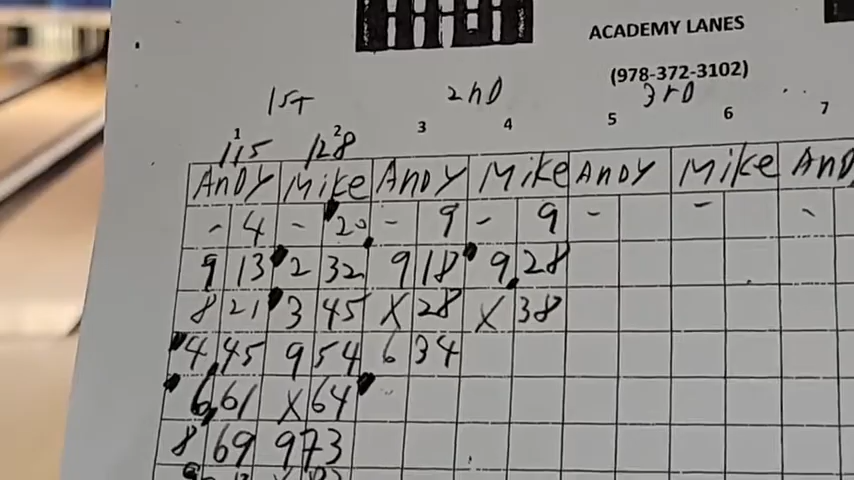 ACADEMY LANES
(978-372-3102)
1ST 2ND 3RD
1 2 3 4 5 6 7
115 128
ANDY Mike ANDY Mike ANDY Mike AND
- 4 - 20 - 9 - 9 - - -
9 13 2 32 9 18 9 28
8 21 3 45 X 28 X 38
4 45 9 54 6 34
6 61 X 64
8 69 9 73